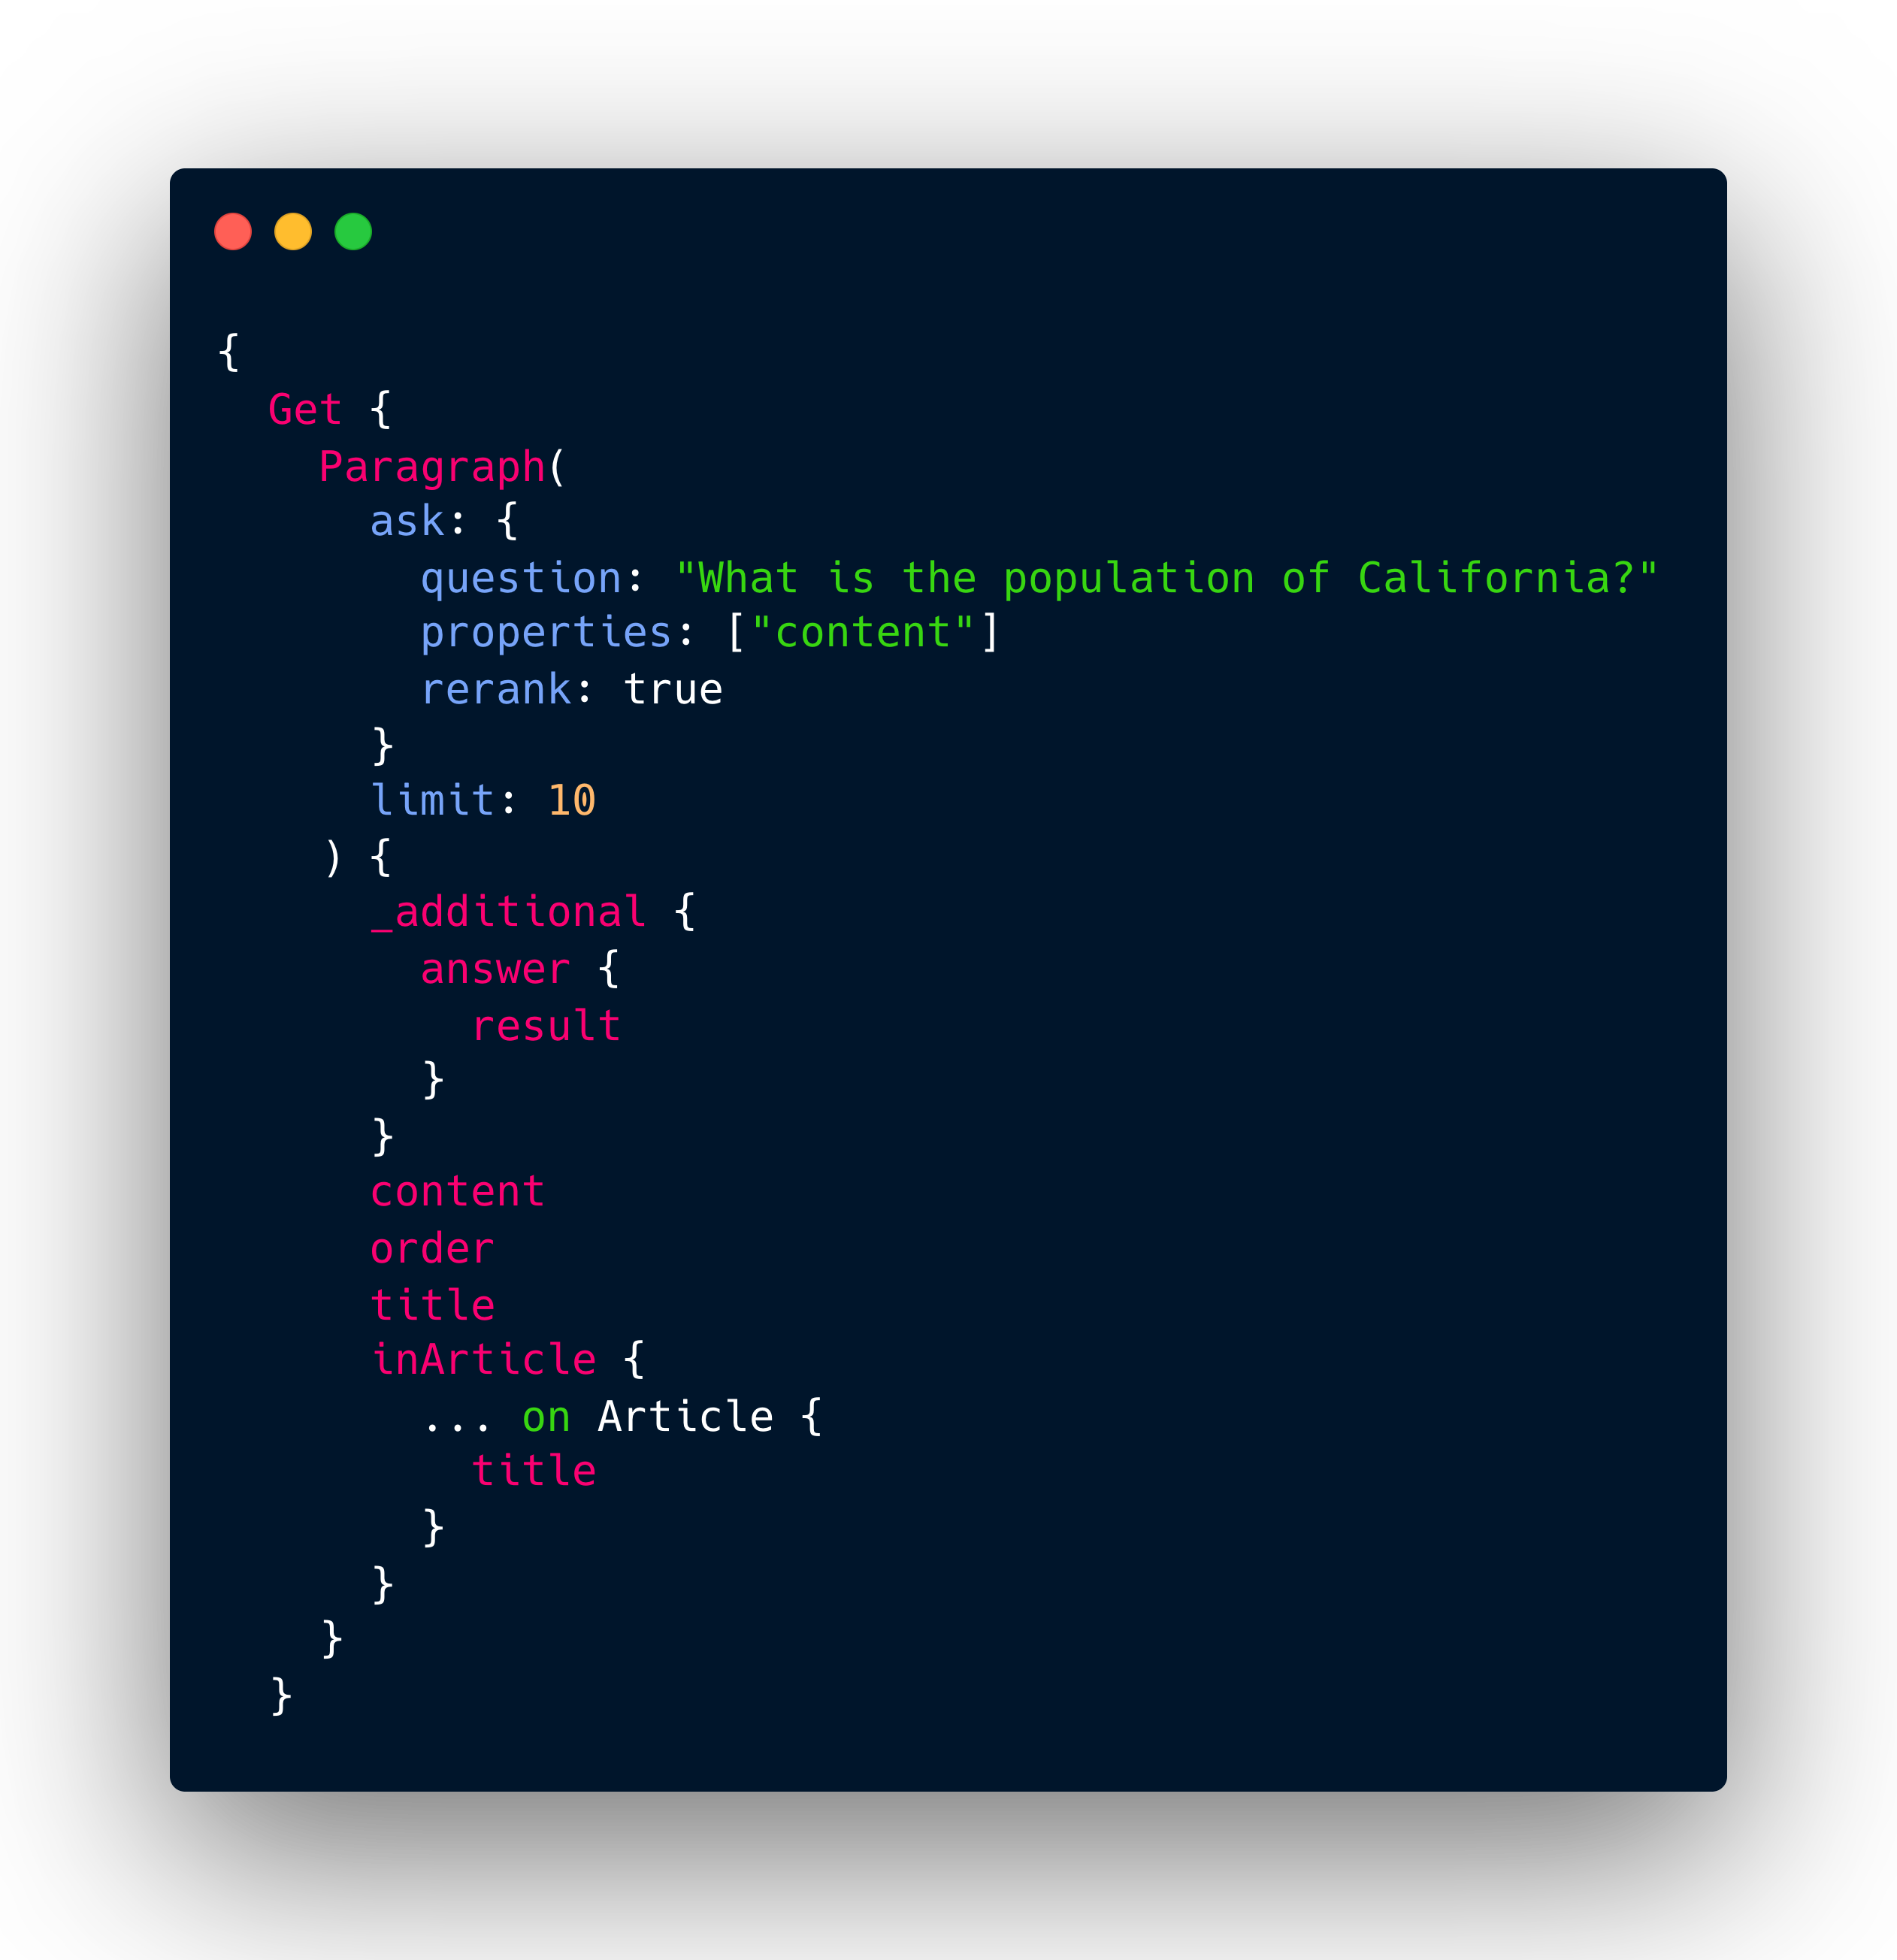 {
  Get {
    Paragraph(
      ask: {
        question: "What is the population of California?"
        properties: ["content"]
        rerank: true
      }
      limit: 10
    ) {
      _additional {
        answer {
          result
        }
      }
      content
      order
      title
      inArticle {
        ... on Article {
          title
        }
      }
    }
  }